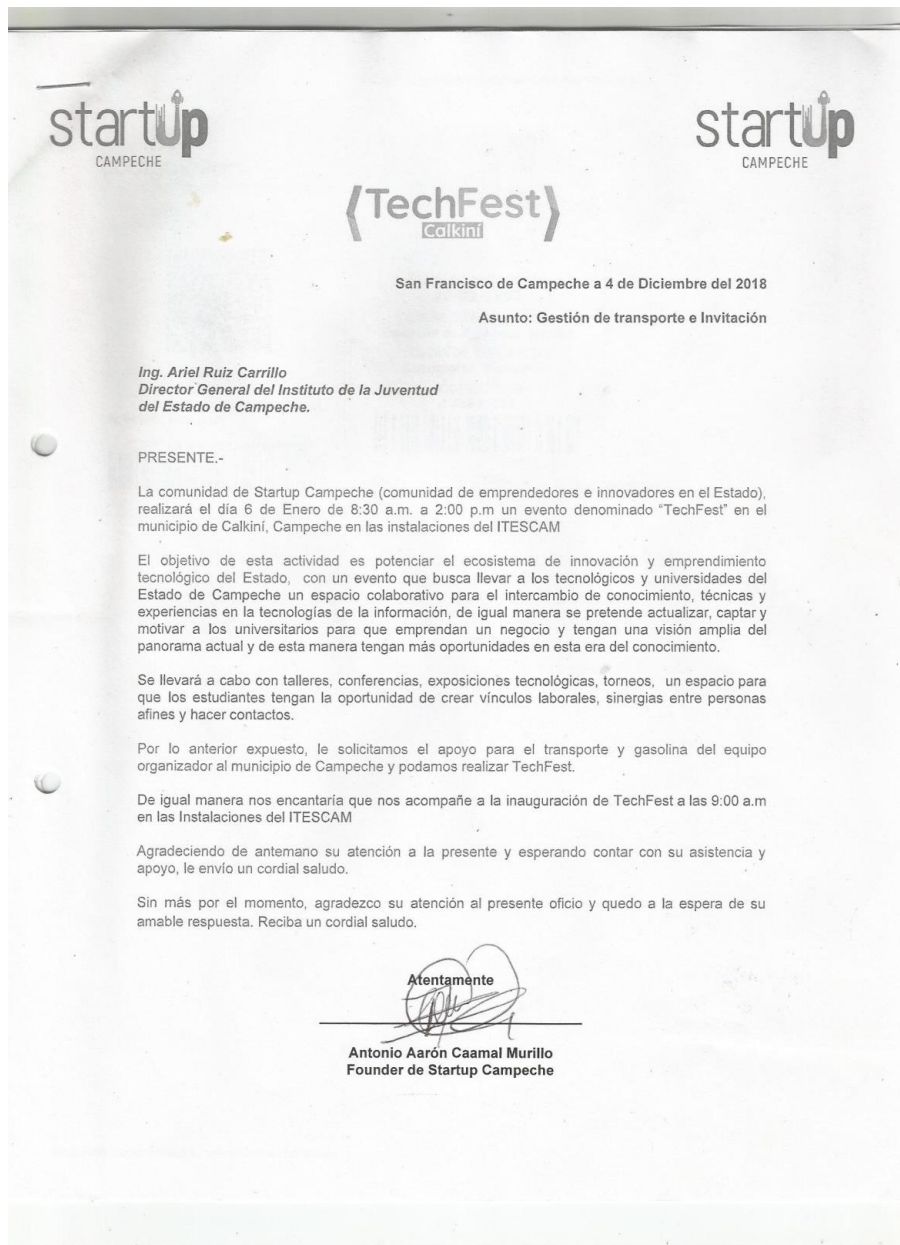 startup
CAMPECHE
startup
CAMPECHE
TechFest
Calkiní
San Francisco de Campeche a 4 de Diciembre del 2018
Asunto: Gestión de transporte e Invitación
Ing. Ariel Ruiz Carrillo
Director General del Instituto de la Juventud
del Estado de Campeche.
PRESENTE.-
La comunidad de Startup Campeche (comunidad de emprendedores e innovadores en el Estado),
realizará el día 6 de Enero de 8:30 a.m. a 2:00 p.m un evento denominado “TechFest” en el
municipio de Calkiní, Campeche en las instalaciones del ITESCAM
El objetivo de esta actividad es potenciar el ecosistema de innovación y emprendimiento
tecnológico del Estado, con un evento que busca llevar a los tecnológicos y universidades del
Estado de Campeche un espacio colaborativo para el intercambio de conocimiento, técnicas y
experiencias en la tecnologías de la información, de igual manera se pretende actualizar, captar y
motivar a los universitarios para que emprendan un negocio y tengan una visión amplia del
panorama actual y de esta manera tengan más oportunidades en esta era del conocimiento.
Se llevará a cabo con talleres, conferencias, exposiciones tecnológicas, torneos, un espacio para
que los estudiantes tengan la oportunidad de crear vínculos laborales, sinergias entre personas
afines y hacer contactos.
Por lo anterior expuesto, le solicitamos el apoyo para el transporte y gasolina del equipo
organizador al municipio de Campeche y podamos realizar TechFest.
De igual manera nos encantaría que nos acompañe a la inauguración de TechFest a las 9:00 a.m
en las Instalaciones del ITESCAM
Agradeciendo de antemano su atención a la presente y esperando contar con su asistencia y
apoyo, le envío un cordial saludo.
Sin más por el momento, agradezco su atención al presente oficio y quedo a la espera de su
amable respuesta. Reciba un cordial saludo.
Atentamente
Antonio Aarón Caamal Murillo
Founder de Startup Campeche